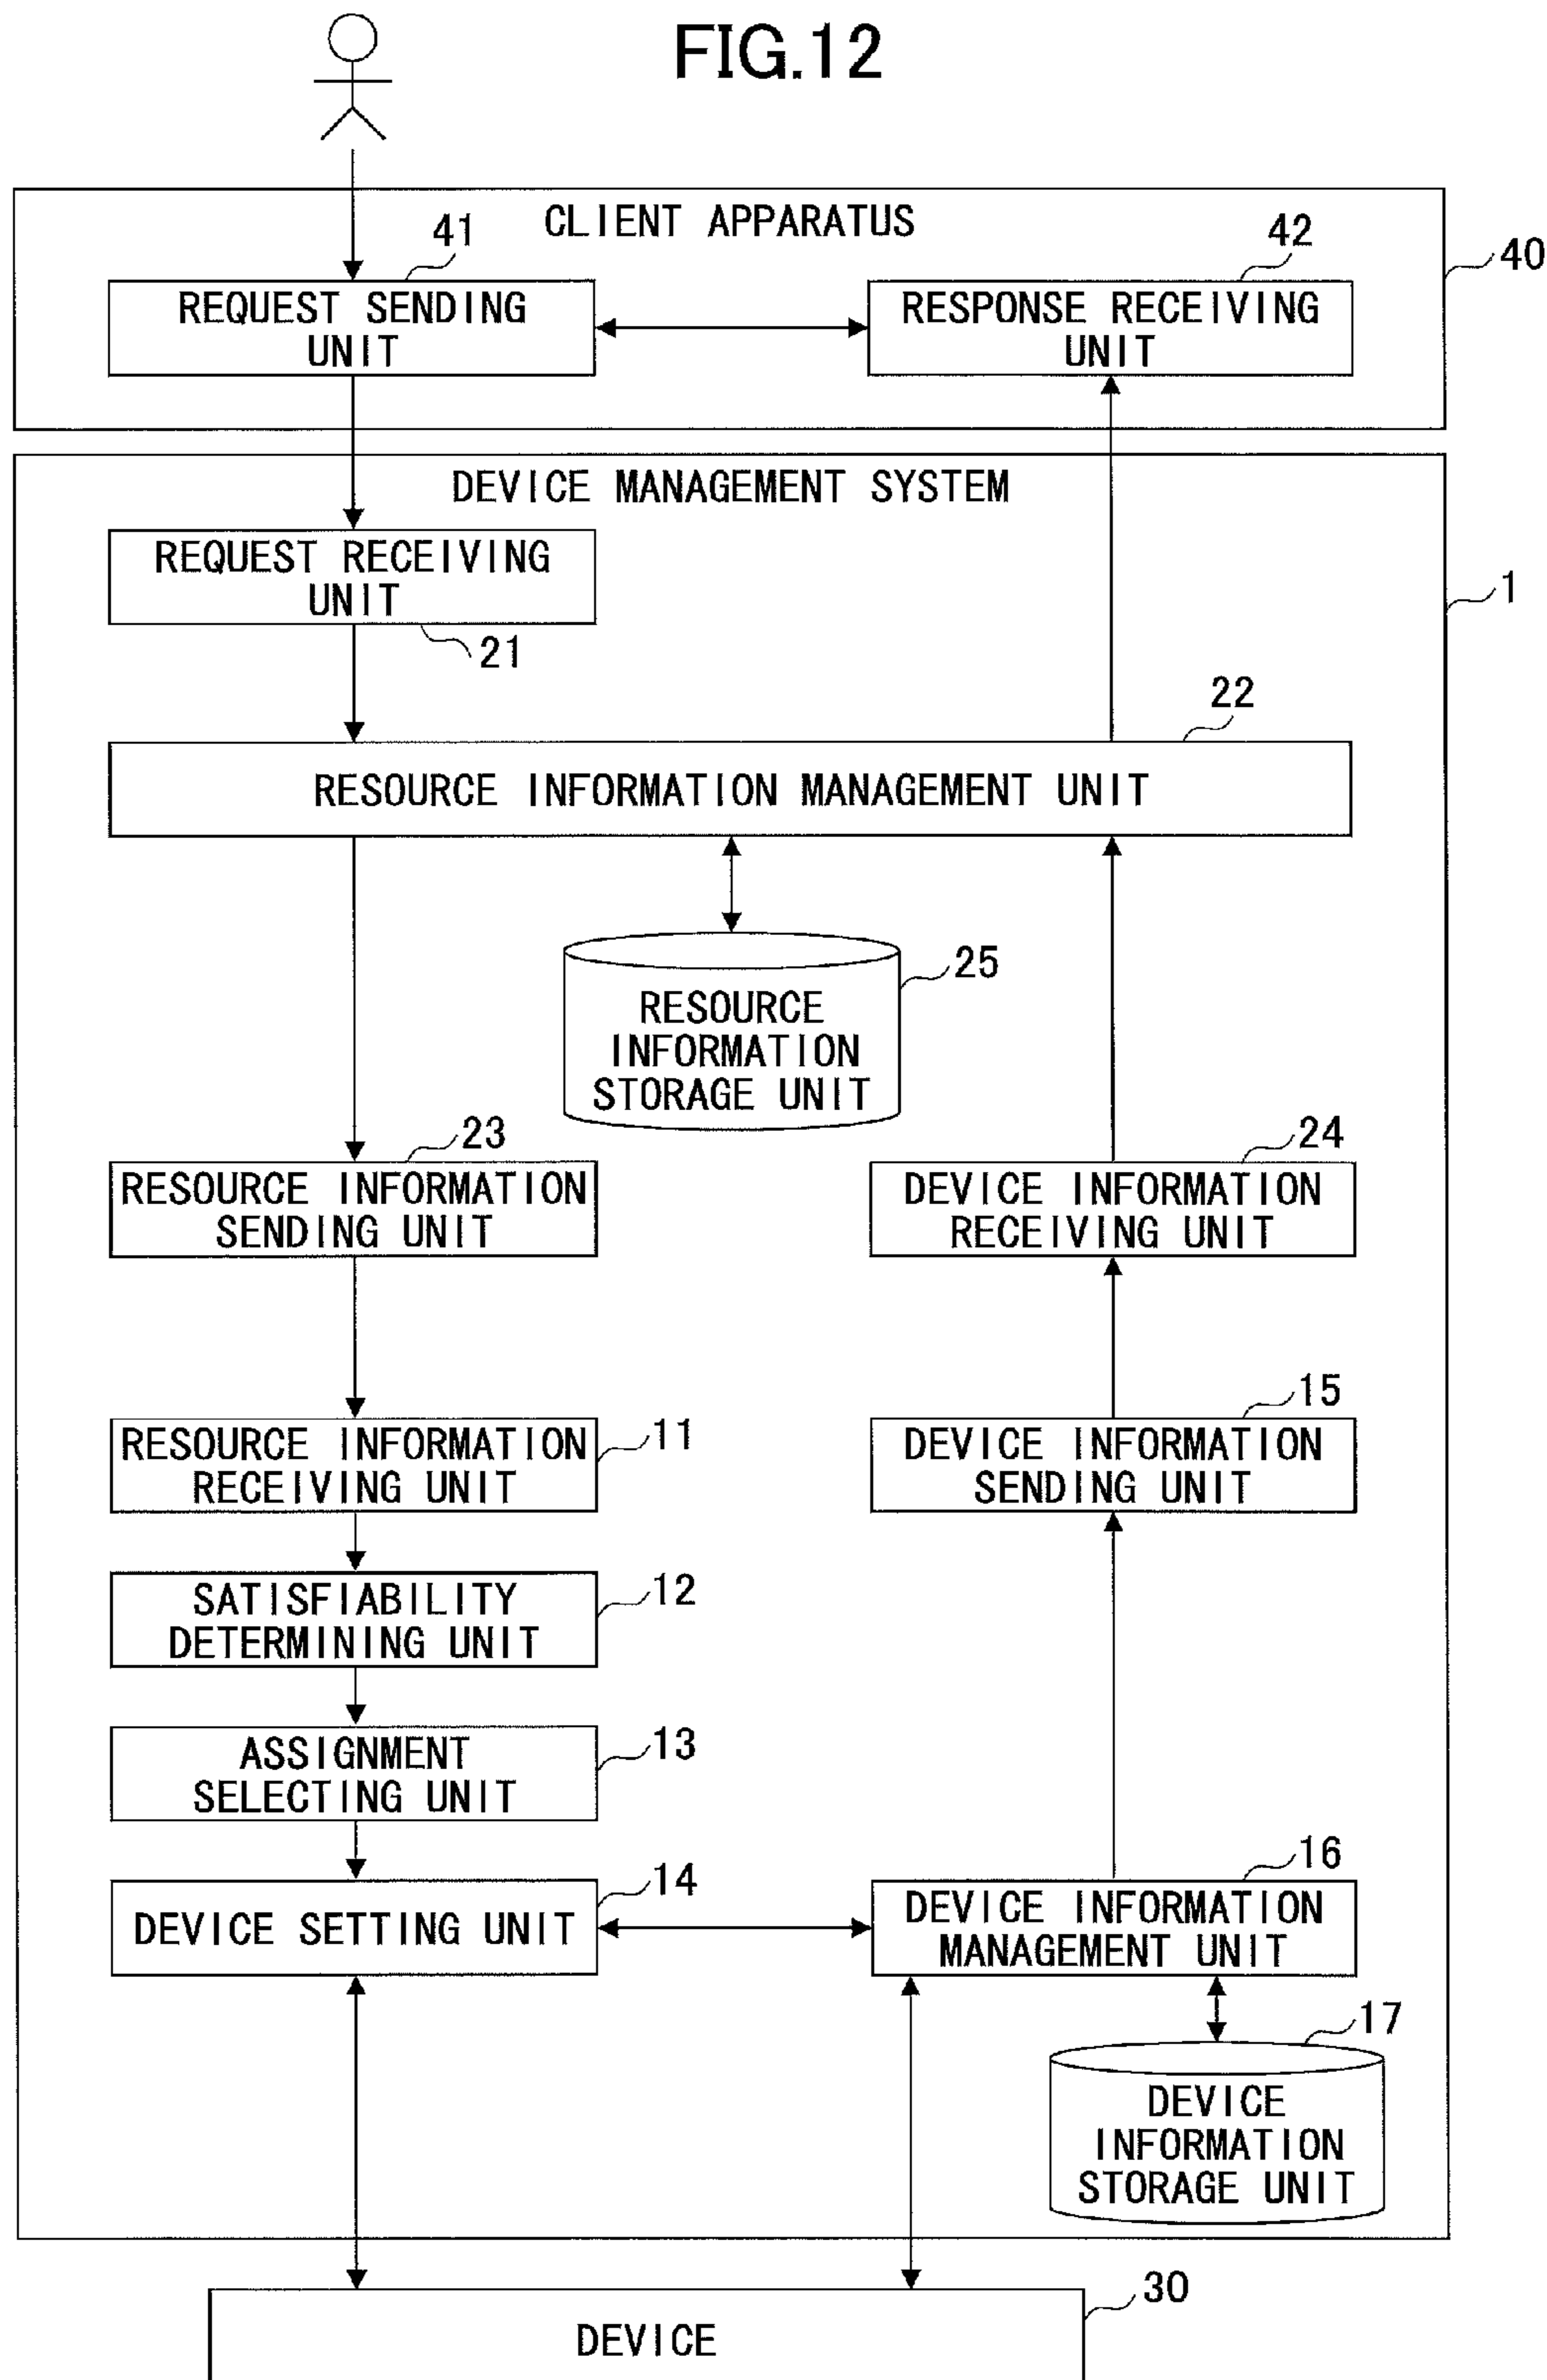 FIG.12
CLIENT APPARATUS
41
42
40
REQUEST SENDING
UNIT
RESPONSE RECEIVING
UNIT
DEVICE MANAGEMENT SYSTEM
1
REQUEST RECEIVING
UNIT
21
22
RESOURCE INFORMATION MANAGEMENT UNIT
25
RESOURCE
INFORMATION
STORAGE UNIT
23
RESOURCE INFORMATION
SENDING UNIT
24
DEVICE INFORMATION
RECEIVING UNIT
11
RESOURCE INFORMATION
RECEIVING UNIT
15
DEVICE INFORMATION
SENDING UNIT
12
SATISFIABILITY
DETERMINING UNIT
13
ASSIGNMENT
SELECTING UNIT
14
DEVICE SETTING UNIT
16
DEVICE INFORMATION
MANAGEMENT UNIT
17
DEVICE
INFORMATION
STORAGE UNIT
30
DEVICE